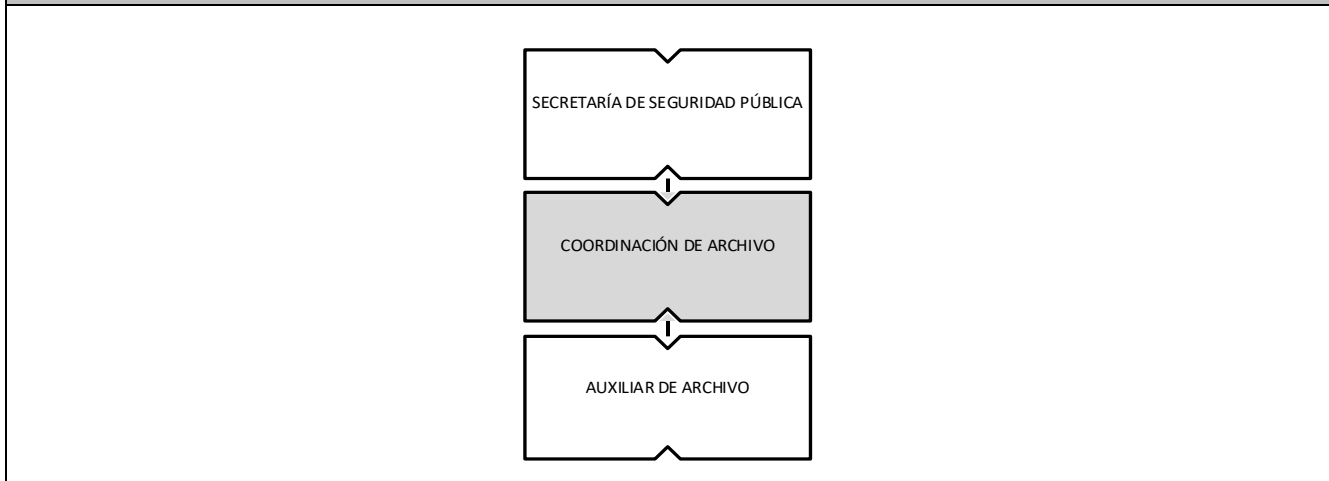 SECRETARÍA DE SEGURIDAD PÚBLICA
COORDINACIÓN DE ARCHIVO
AUXILIAR DE ARCHIVO